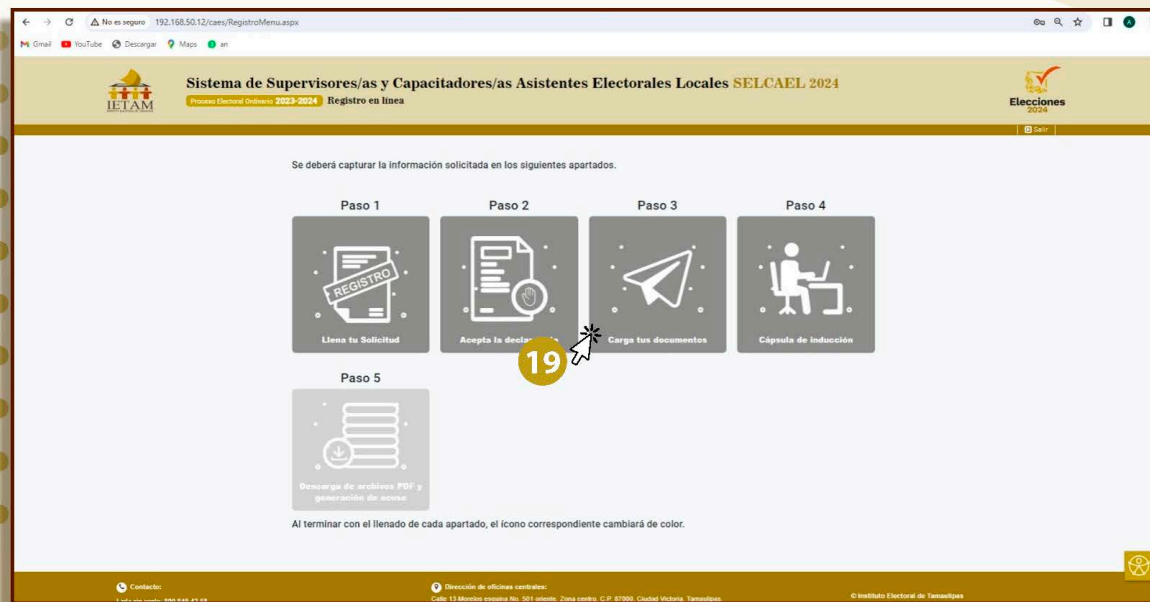 No es seguro 192.168.50.12/caes/RegistroMenu.aspx
Gmail YouTube Descargar Maps an
Sistema de Supervisores/as y Capacitadores/as Asistentes Electorales Locales SELCAEL 2024
Proceso Electoral Ordinario 2023-2024 Registro en línea
IETAM
Elecciones
2024
Salir
Se deberá capturar la información solicitada en los siguientes apartados.
Paso 1 Paso 2 Paso 3 Paso 4
REGISTRO
Llena tu Solicitud Acepta la Carga tus documentos Cápsula de inducción
19
Paso 5
Descarga de archivos PDF y
generación de acuse
Al terminar con el llenado de cada apartado, el ícono correspondiente cambiará de color.
Contacto: Dirección de oficinas centrales:
Calle 13 Morelos esquina No. 501 oriente, Zona centro, C.P. 87000, Ciudad Victoria, Tamaulipas.
© Instituto Electoral de Tamaulipas